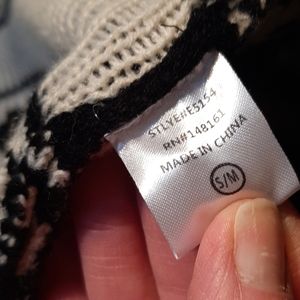 STLYE#E5154
RN#148161
MADE IN CHINA
S/M